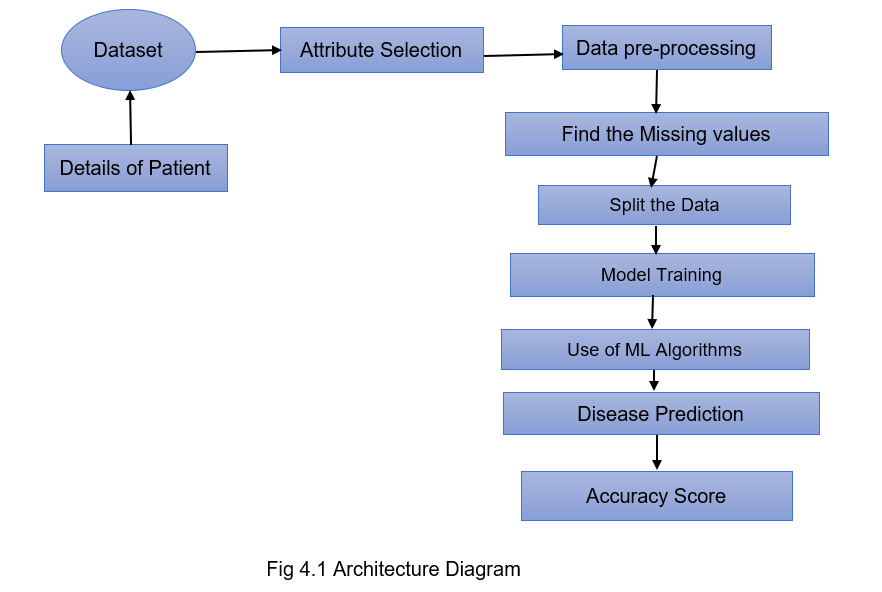 Dataset
Attribute Selection
Data pre-processing
Details of Patient
Find the Missing values
Split the Data
Model Training
Use of ML Algorithms
Disease Prediction
Accuracy Score
Fig 4.1 Architecture Diagram